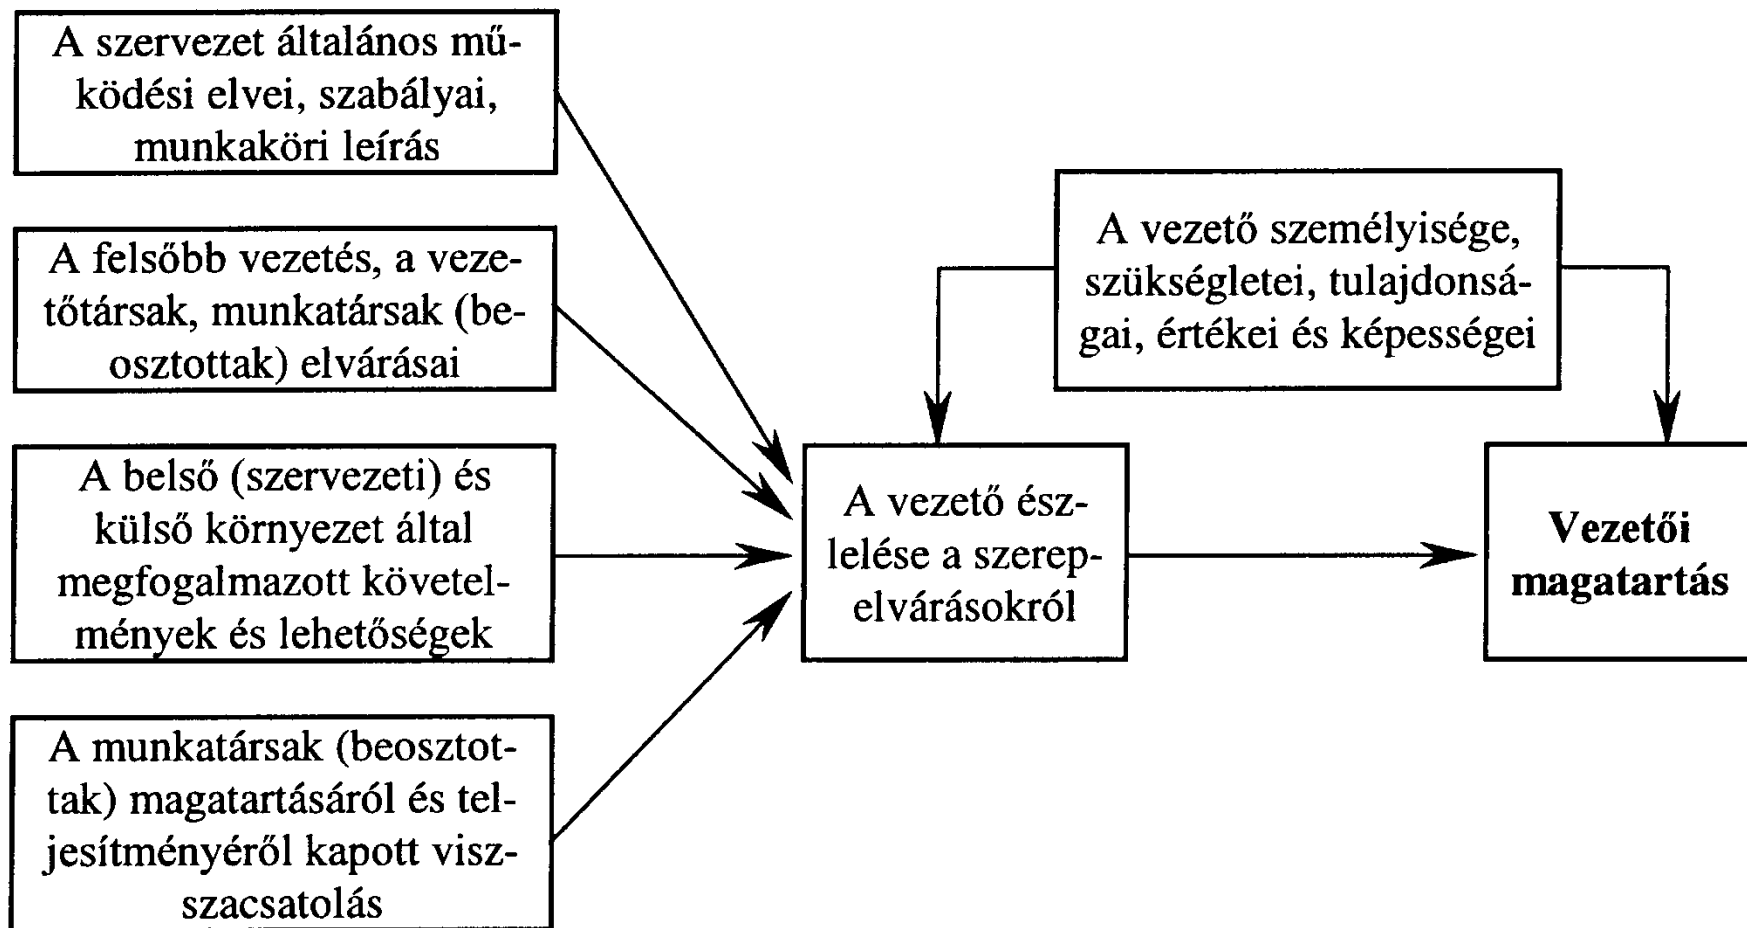 A szervezet általános mű-
ködési elvei, szabályai,
munkaköri leírás
A felsőbb vezetés, a veze-
tőtársak, munkatársak (be-
osztottak) elvárásai
A belső (szervezeti) és
külső környezet által
megfogalmazott követel-
mények és lehetőségek
A munkatársak (beosztot-
tak) magatartásáról és tel-
jesítményéről kapott visz-
szacsatolás
A vezető személyisége,
szükségletei, tulajdonsá-
gai, értékei és képességei
A vezető ész-
lelése a szerep-
elvárásokról
Vezetői
magatartás